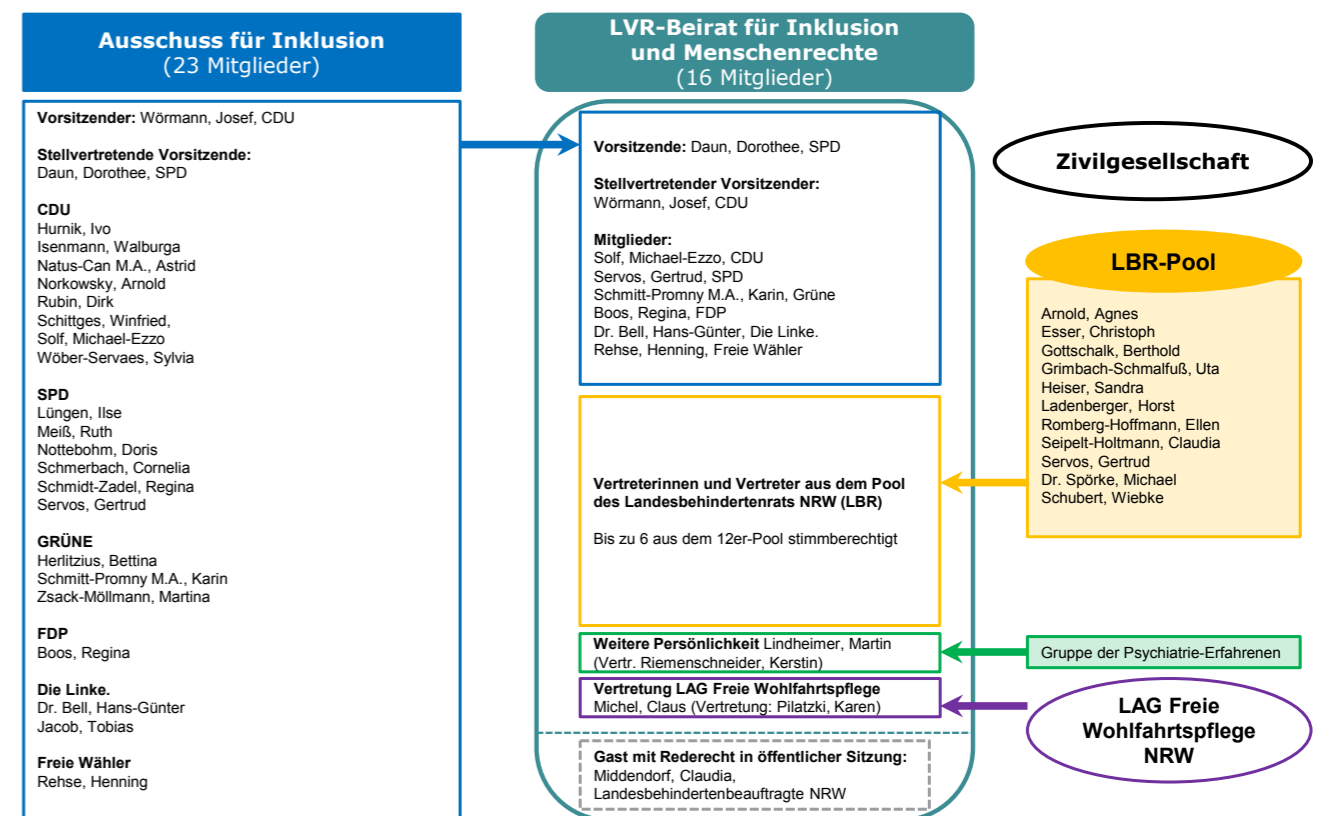 Ausschuss für Inklusion
(23 Mitglieder)
Vorsitzender: Wörmann, Josef, CDU
Stellvertretende Vorsitzende:
Daun, Dorothee, SPD
CDU
Hurnik, Ivo
Isenmann, Walburga
Natus-Can M.A., Astrid
Norkowsky, Arnold
Rubin, Dirk
Schittges, Winfried,
Solf, Michael-Ezzo
Wöber-Servaes, Sylvia
SPD
Lüngen, Ilse
Meiß, Ruth
Nottebohm, Doris
Schmerbach, Cornelia
Schmidt-Zadel, Regina
Servos, Gertrud
GRÜNE
Herlitzius, Bettina
Schmitt-Promny M.A., Karin
Zsack-Möllmann, Martina
FDP
Boos, Regina
Die Linke.
Dr. Bell, Hans-Günter
Jacob, Tobias
Freie Wähler
Rehse, Henning
LVR-Beirat für Inklusion
und Menschenrechte
(16 Mitglieder)
Vorsitzende: Daun, Dorothee, SPD
Stellvertretender Vorsitzender:
Wörmann, Josef, CDU
Mitglieder:
Solf, Michael-Ezzo, CDU
Servos, Gertrud, SPD
Schmitt-Promny M.A., Karin, Grüne
Boos, Regina, FDP
Dr. Bell, Hans-Günter, Die Linke.
Rehse, Henning, Freie Wähler
Vertreterinnen und Vertreter aus dem Pool
des Landesbehindertenrats NRW (LBR)
Bis zu 6 aus dem 12er-Pool stimmberechtigt
Weitere Persönlichkeit Lindheimer, Martin
(Vertr. Riemenschneider, Kerstin)
Vertretung LAG Freie Wohlfahrtspflege
Michel, Claus (Vertretung: Pilatzki, Karen)
Gast mit Rederecht in öffentlicher Sitzung:
Middendorf, Claudia,
Landesbehindertenbeauftragte NRW
Zivilgesellschaft
LBR-Pool
Arnold, Agnes
Esser, Christoph
Gottschalk, Berthold
Grimbach-Schmalfuß, Uta
Heiser, Sandra
Ladenberger, Horst
Romberg-Hoffmann, Ellen
Seipelt-Holtmann, Claudia
Servos, Gertrud
Dr. Spörke, Michael
Schubert, Wiebke
Gruppe der Psychiatrie-Erfahrenen
LAG Freie
Wohlfahrtspflege
NRW